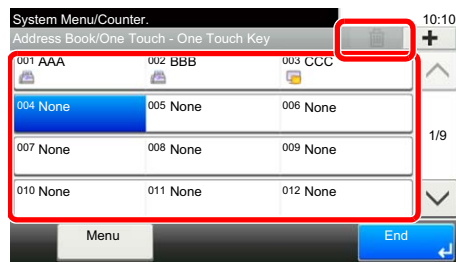 System Menu/Counter.
10:10
Address Book/One Touch - One Touch Key
001 AAA
002 BBB
003 CCC
004 None
005 None
006 None
1/9
007 None
008 None
009 None
010 None
011 None
012 None
Menu
End